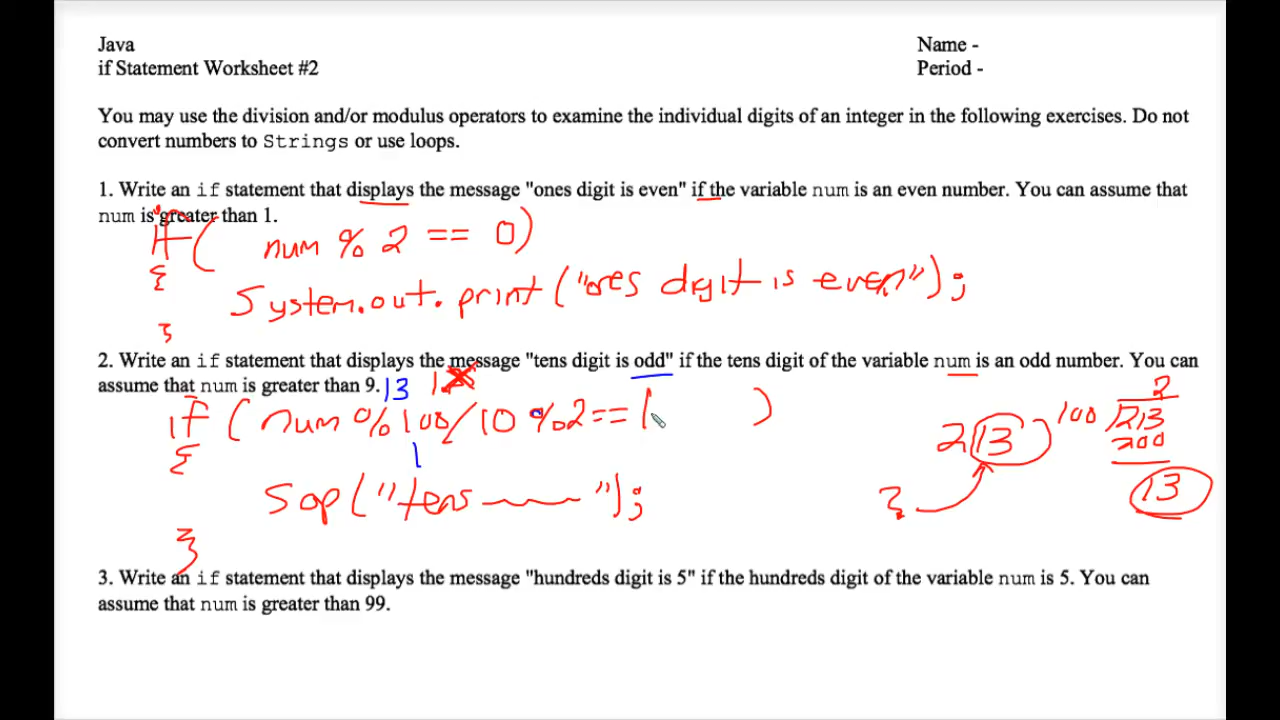 Java
Name -
if Statement Worksheet #2
Period -
You may use the division and/or modulus operators to examine the individual digits of an integer in the following exercises. Do not
convert numbers to Strings or use loops.
1. Write an if statement that displays the message "ones digit is even" if the variable num is an even number. You can assume that
num is greater than 1.
if( num % 2 == 0)
{
System.out.print("ones digit is even");
}
2. Write an if statement that displays the message "tens digit is odd" if the tens digit of the variable num is an odd number. You can
assume that num is greater than 9.
13
if ( num % 100/10 %2== 1 )
1
{
sop("tens ");
}
213
2
100 213
200
13
3. Write an if statement that displays the message "hundreds digit is 5" if the hundreds digit of the variable num is 5. You can
assume that num is greater than 99.